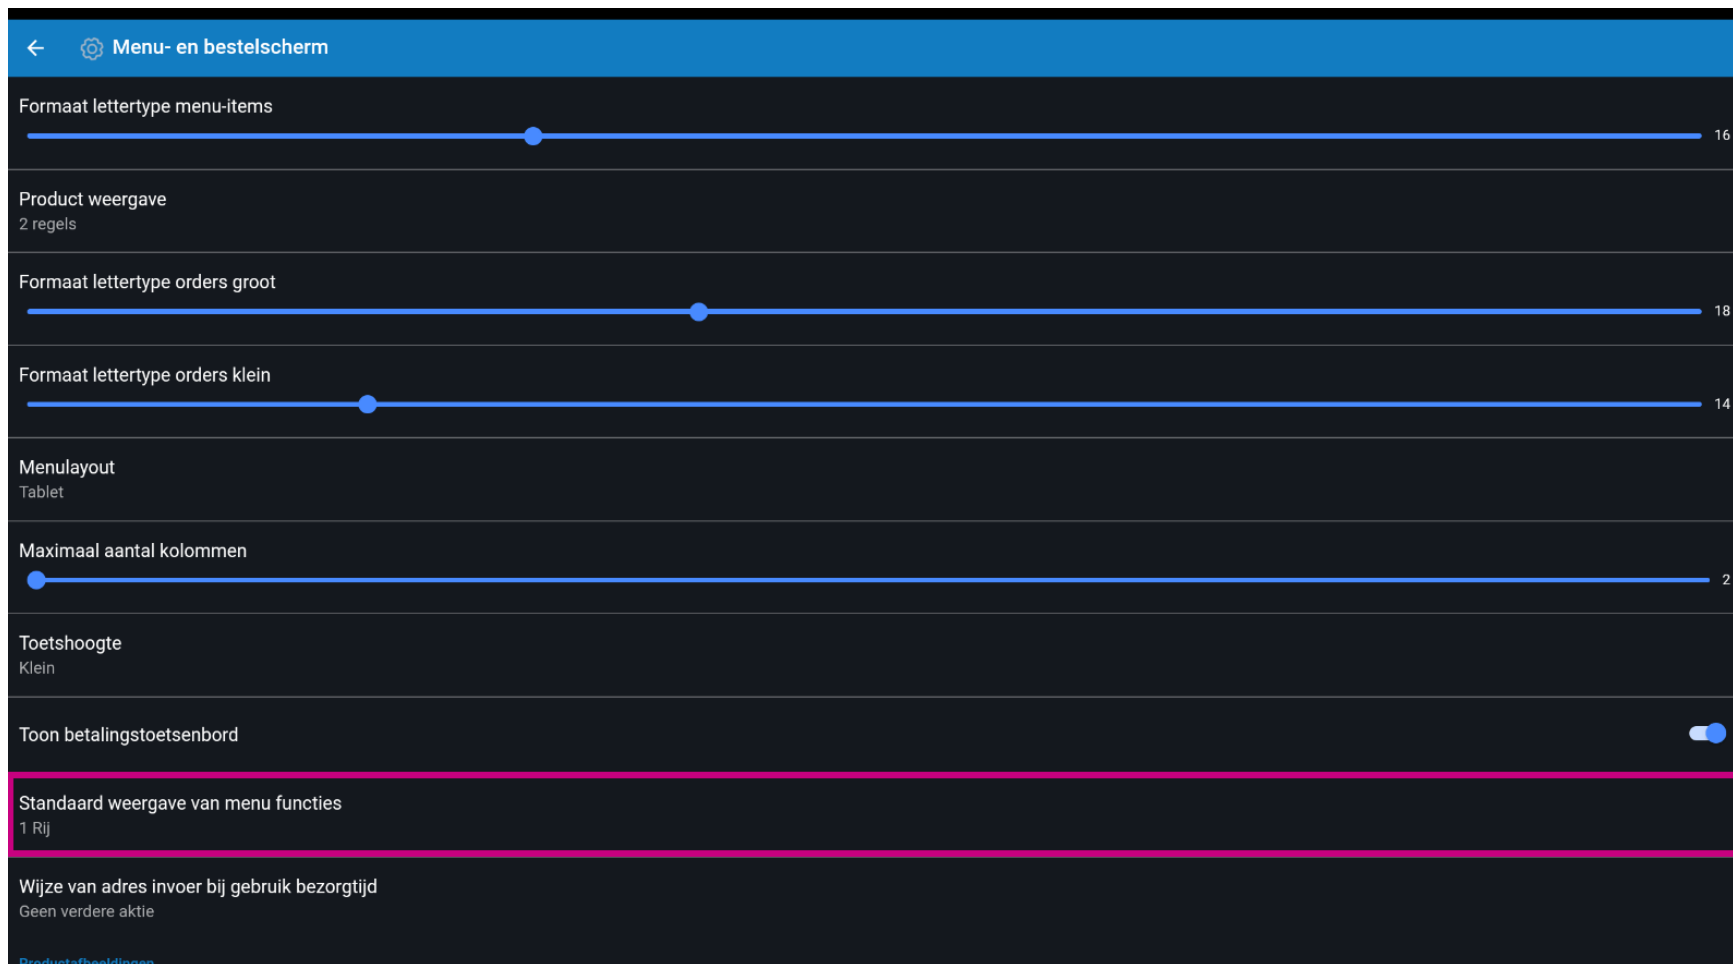 Menu- en bestelscherm
Formaat lettertype menu-items
16
Product weergave
2 regels
Formaat lettertype orders groot
18
Formaat lettertype orders klein
14
Menulayout
Tablet
Maximaal aantal kolommen
2
Toetshoogte
Klein
Toon betalingstoetsenbord
Standaard weergave van menu functies
1 Rij
Wijze van adres invoer bij gebruik bezorgtijd
Geen verdere aktie
Productafbeeldingen